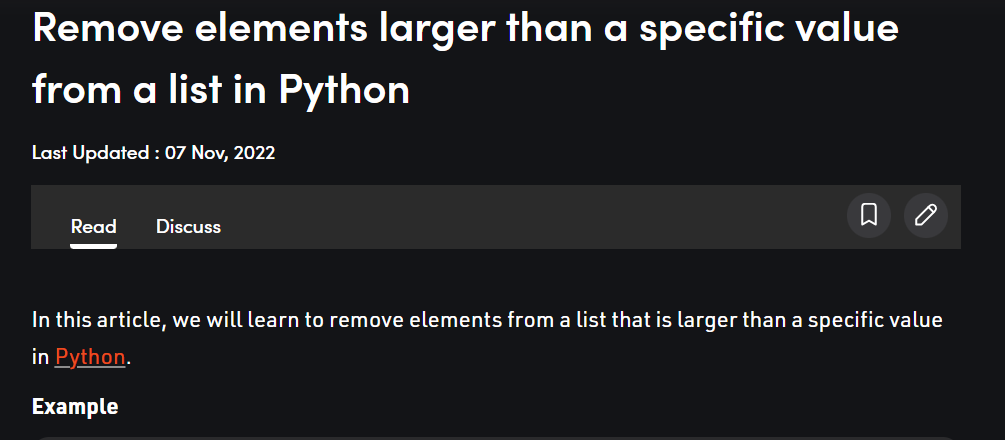 Remove elements larger than a specific value
from a list in Python
Last Updated : 07 Nov, 2022
Read Discuss
In this article, we will learn to remove elements from a list that is larger than a specific value
in Python.
Example